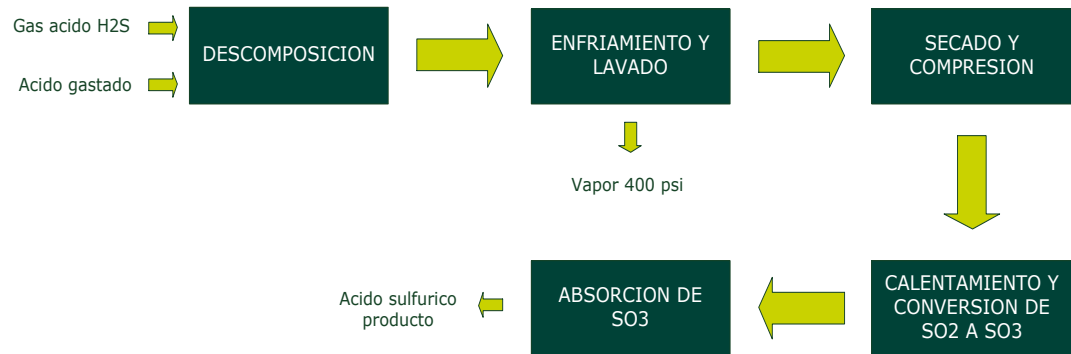 Gas acido H2S
Acido gastado
DESCOMPOSICION
ENFRIAMIENTO Y
LAVADO
SECADO Y
COMPRESION
Vapor 400 psi
Acido sulfurico
producto
ABSORCION DE
SO3
CALENTAMIENTO Y
CONVERSION DE
SO2 A SO3